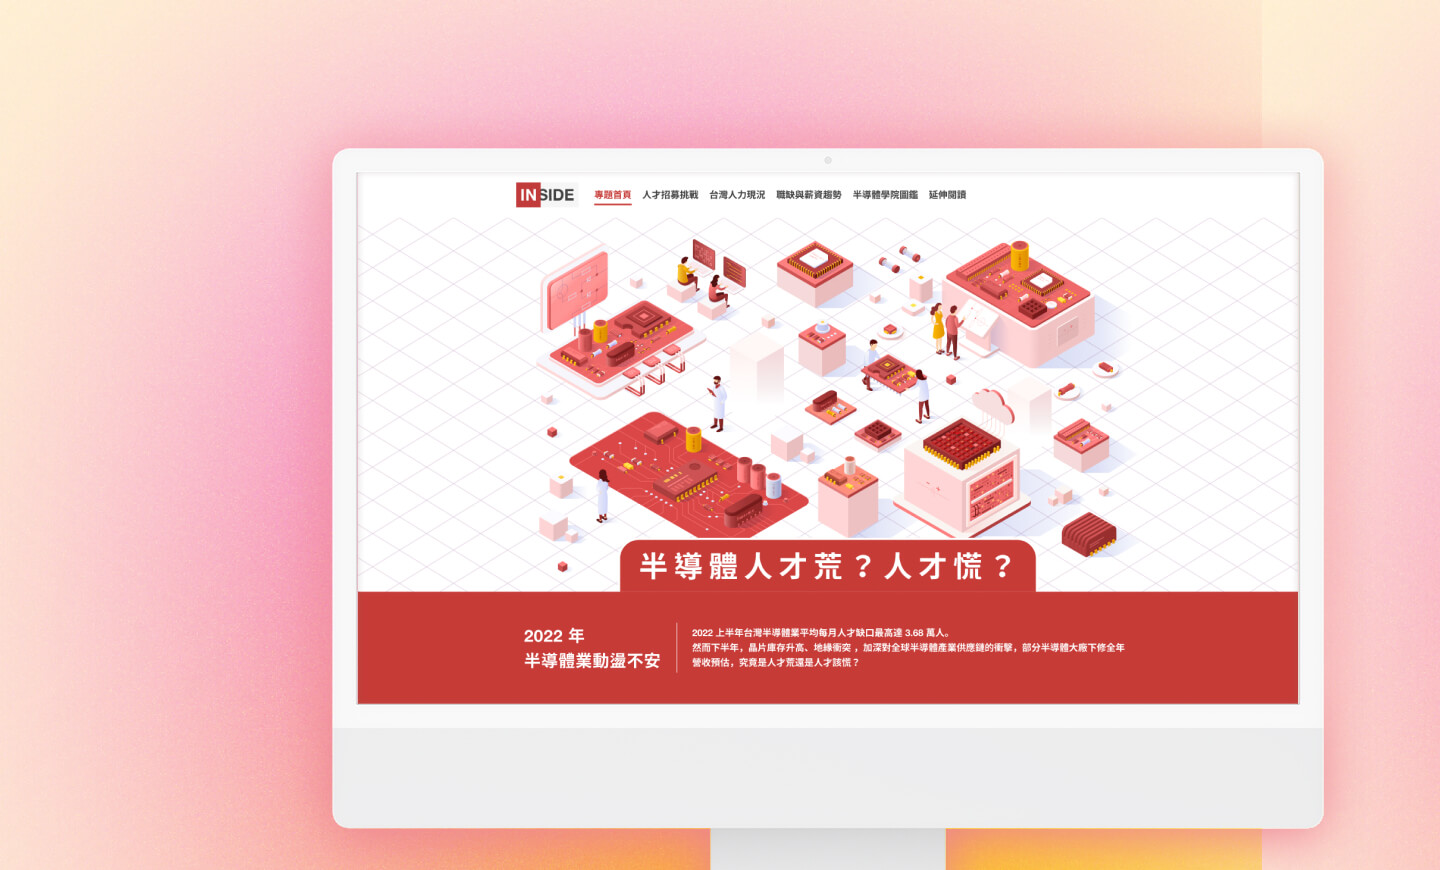 INSIDE 專題首頁 人才招募挑戰 台灣人力現況 職缺與薪資趨勢 半導體學院圖鑑 延伸閱讀
半導體人才荒？人才慌？
2022 年
半導體業動盪不安
2022 上半年台灣半導體業平均每月人才缺口最高達 3.68 萬人。
然而下半年，晶片庫存升高、地緣衝突 ，加深對全球半導體產業供應鏈的衝擊，部分半導體大廠下修全年
營收預估，究竟是人才荒還是人才該慌？